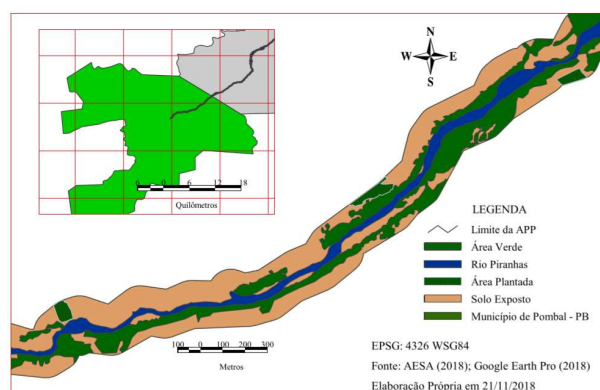 N
W E
S
6 0 6 12 18
Quilômetros
LEGENDA
Limite da APP
Área Verde
Rio Piranhas
Área Plantada
Solo Exposto
Município de Pombal - PB
100 0 100 200 300
Metros
EPSG: 4326 WSG84
Fonte: AESA (2018); Google Earth Pro (2018)
Elaboração Própria em 21/11/2018